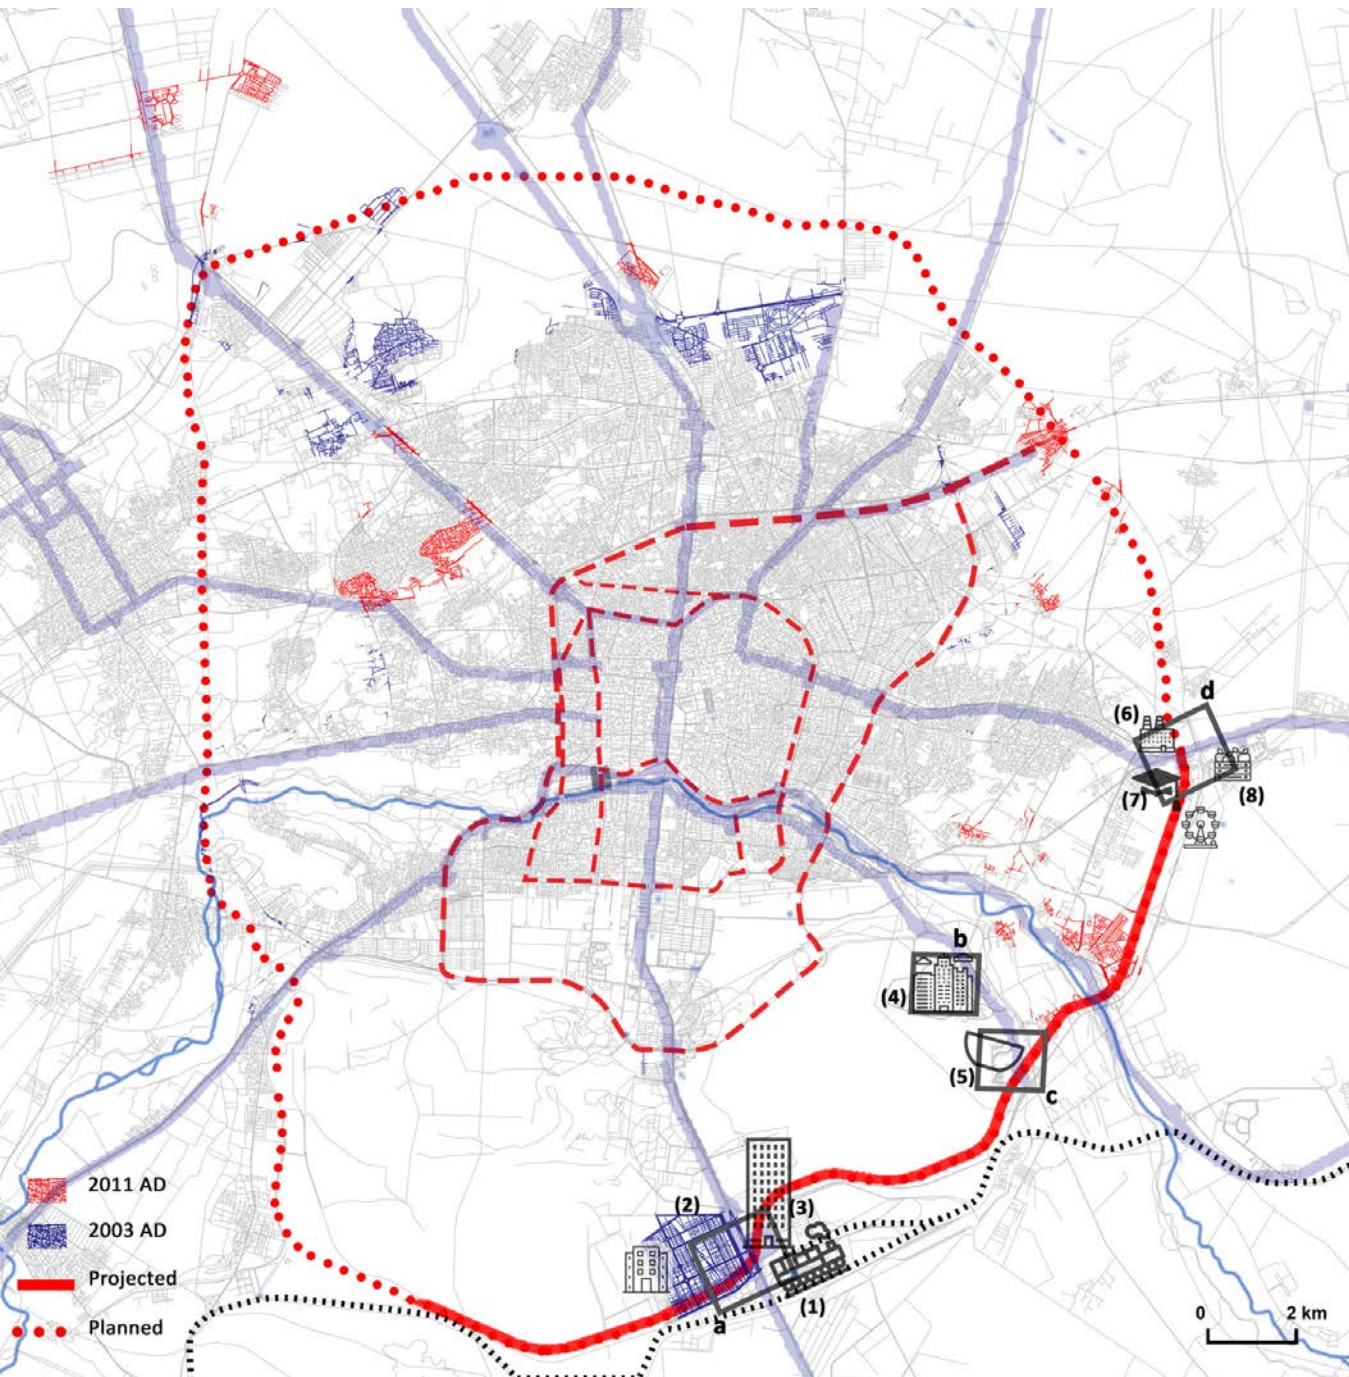 d
(6)
(7)
(8)
b
(4)
(5)
c
(2)
(3)
(1)
a
2011 AD
2003 AD
Projected
Planned
0 2 km